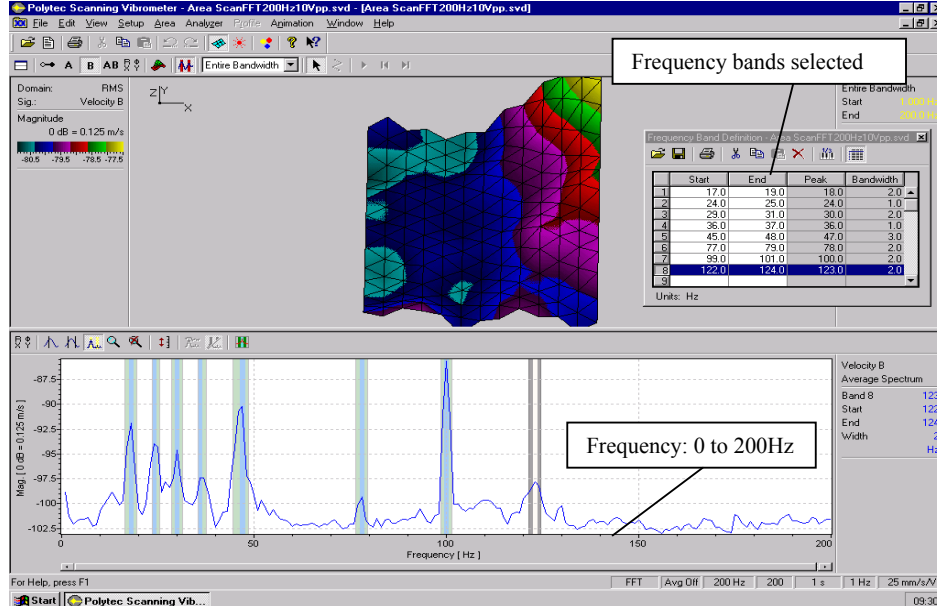 Polytec Scanning Vibrometer - Area ScanFFT200Hz10Vpp.svd - [Area ScanFFT200Hz10Vpp.svd]
File Edit View Setup Area Analyzer Profile Animation Window Help
A B AB Entire Bandwidth
Domain: RMS
Sig.: Velocity B
Magnitude
0 dB = 0.125 m/s
-80.5 -79.5 -78.5 -77.5
Z Y
X
Frequency bands selected
Entire Bandwidth
Start 1.000 Hz
End 200.0 Hz
Frequency Band Definition - Area ScanFFT200Hz10Vpp.svd
Start End Peak Bandwidth
1 17.0 19.0 18.0 2.0
2 24.0 25.0 24.0 1.0
3 29.0 31.0 30.0 2.0
4 36.0 37.0 36.0 1.0
5 45.0 48.0 47.0 3.0
6 77.0 79.0 78.0 2.0
7 99.0 101.0 100.0 2.0
8 122.0 124.0 123.0 2.0
9
Units: Hz
Mag. [ 0 dB = 0.125 m/s ]
-87.5
-90
-92.5
-95
-97.5
-100
-102.5
0 50 100 150 200
Frequency [ Hz ]
Frequency: 0 to 200Hz
Velocity B
Average Spectrum
Band 8 123
Start 122
End 124
Width 2
Hz
For Help, press F1
FFT Avg Off 200 Hz 200 1 s 1 Hz 25 mm/s/V
Start Polytec Scanning Vib... 09:30